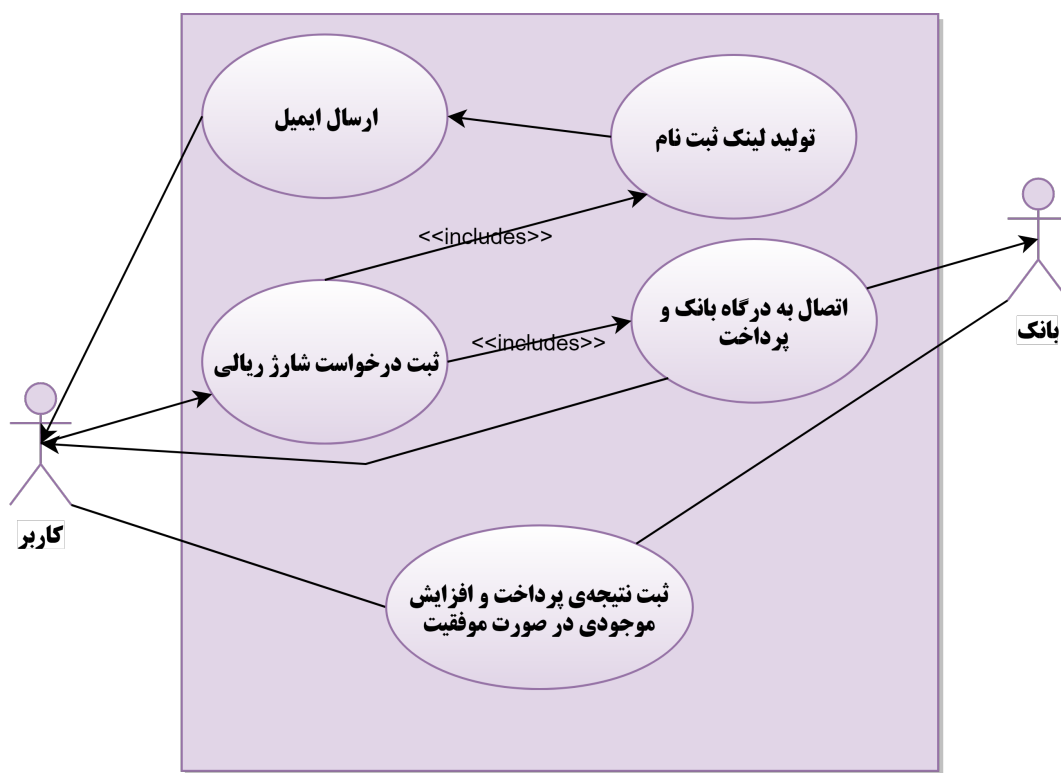 ارسال ایمیل
تولید لینک ثبت نام
<<includes>>
اتصال به درگاه بانک و
پرداخت
بانک
<<includes>>
ثبت درخواست شارژ ریالی
کاربر
ثبت نتیجه‌ی پرداخت و افزایش
موجودی در صورت موفقیت